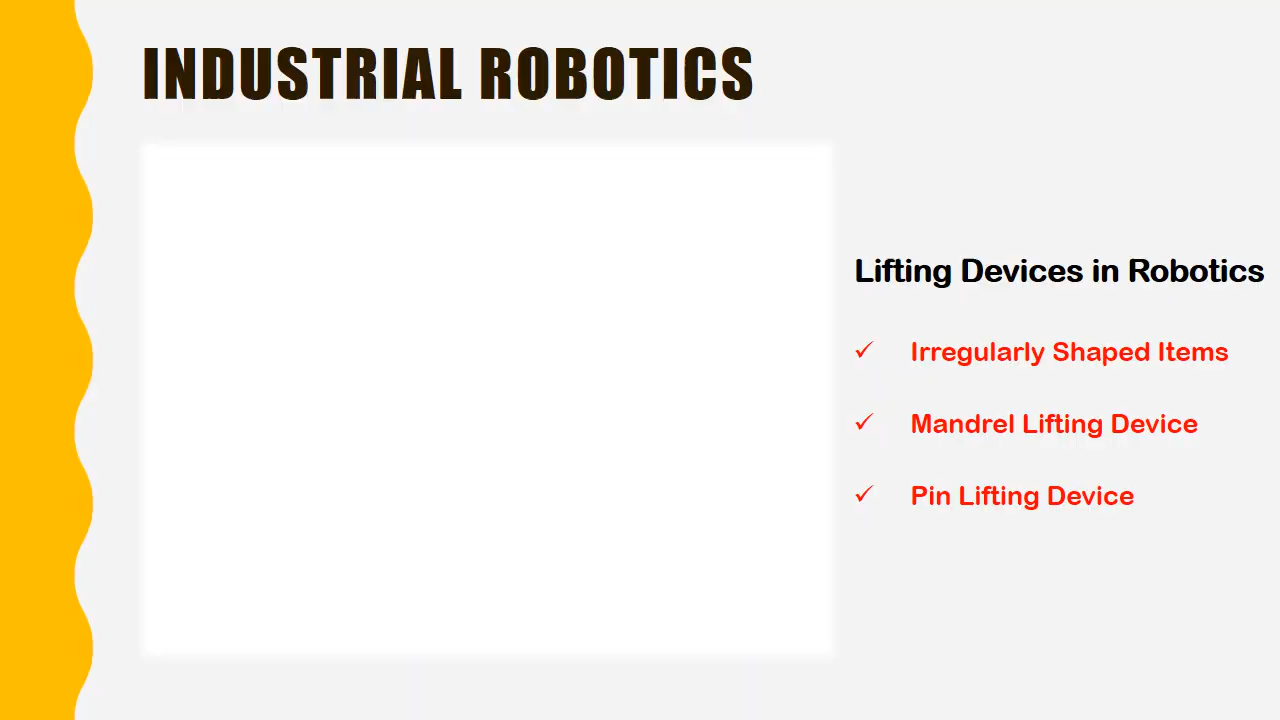 INDUSTRIAL ROBOTICS
Lifting Devices in Robotics
✓ Irregularly Shaped Items
✓ Mandrel Lifting Device
✓ Pin Lifting Device